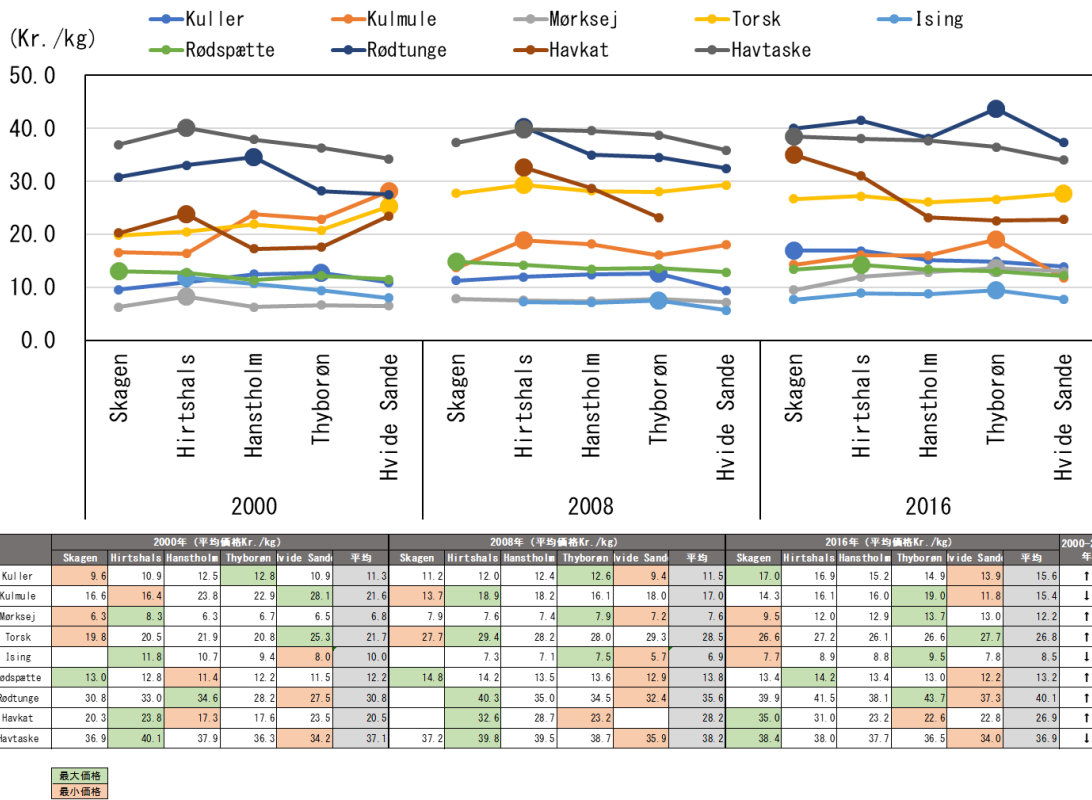 Kuller Kulmule Mørksej Torsk Ising
(Kr./kg)
Rødspætte Rødtunge Havkat Havtaske
50.0
40.0
30.0
20.0
10.0
0.0
Skagen Hirtshals Hanstholm Thyborøn Hvide Sande Skagen Hirtshals Hanstholm Thyborøn Hvide Sande Skagen Hirtshals Hanstholm Thyborøn Hvide Sande
2000 2008 2016
2000年 (平均価格Kr./kg) 2008年 (平均価格Kr./kg) 2016年 (平均価格Kr./kg) 2000-2
Skagen Hirtshals Hanstholm Thyborøn vide Sand 平均 Skagen Hirtshals Hanstholm Thyborøn vide Sand 平均 Skagen Hirtshals Hanstholm Thyborøn vide Sand 平均 年
Kuller 9.6 10.9 12.5 12.8 10.9 11.3 11.2 12.0 12.4 12.6 9.4 11.5 17.0 16.9 15.2 14.9 13.9 15.6 ↑
Kulmule 16.6 16.4 23.8 22.9 28.1 21.6 13.7 18.9 18.2 16.1 18.0 17.0 14.3 16.1 16.0 19.0 11.8 15.4 ↓
Mørksej 6.3 8.3 6.3 6.7 6.5 6.8 7.9 7.6 7.4 7.9 7.2 7.6 9.5 12.0 12.9 13.7 13.0 12.2 ↑
Torsk 19.8 20.5 21.9 20.8 25.3 21.7 27.7 29.4 28.2 28.0 29.3 28.5 26.6 27.2 26.1 26.6 27.7 26.8 ↑
Ising 11.8 10.7 9.4 8.0 10.0 7.3 7.1 7.5 5.7 6.9 7.7 8.9 8.8 9.5 7.8 8.5 ↓
ødspætte 13.0 12.8 11.4 12.2 11.5 12.2 14.8 14.2 13.5 13.6 12.9 13.8 13.4 14.2 13.4 13.0 12.2 13.2 ↑
Rødtunge 30.8 33.0 34.6 28.2 27.5 30.8 40.3 35.0 34.5 32.4 35.6 39.9 41.5 38.1 43.7 37.3 40.1 ↑
Havkat 20.3 23.8 17.3 17.6 23.5 20.5 32.6 28.7 23.2 28.2 35.0 31.0 23.2 22.6 22.8 26.9 ↑
Havtaske 36.9 40.1 37.9 36.3 34.2 37.1 37.2 39.8 39.5 38.7 35.9 38.2 38.4 38.0 37.7 36.5 34.0 36.9 ↓
最大価格
最小価格